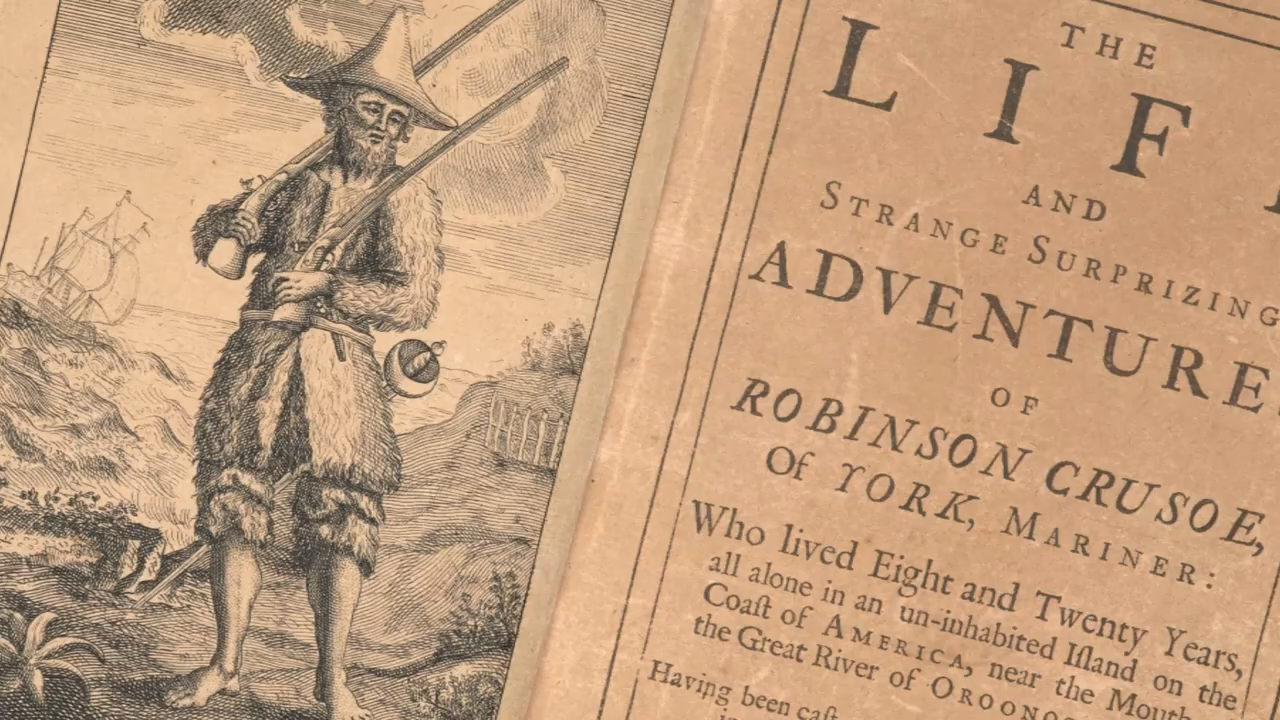 THE
LIF
AND
STRANGE SURPRIZING
ADVENTURE
OF
ROBINSON CRUSOE,
Of YORK, MARINER:
Who lived Eight and Twenty Years,
all alone in an un-inhabited Iſland on the
Coaſt of AMERICA, near the Mouth
the Great River of OROONO
Having been caſt